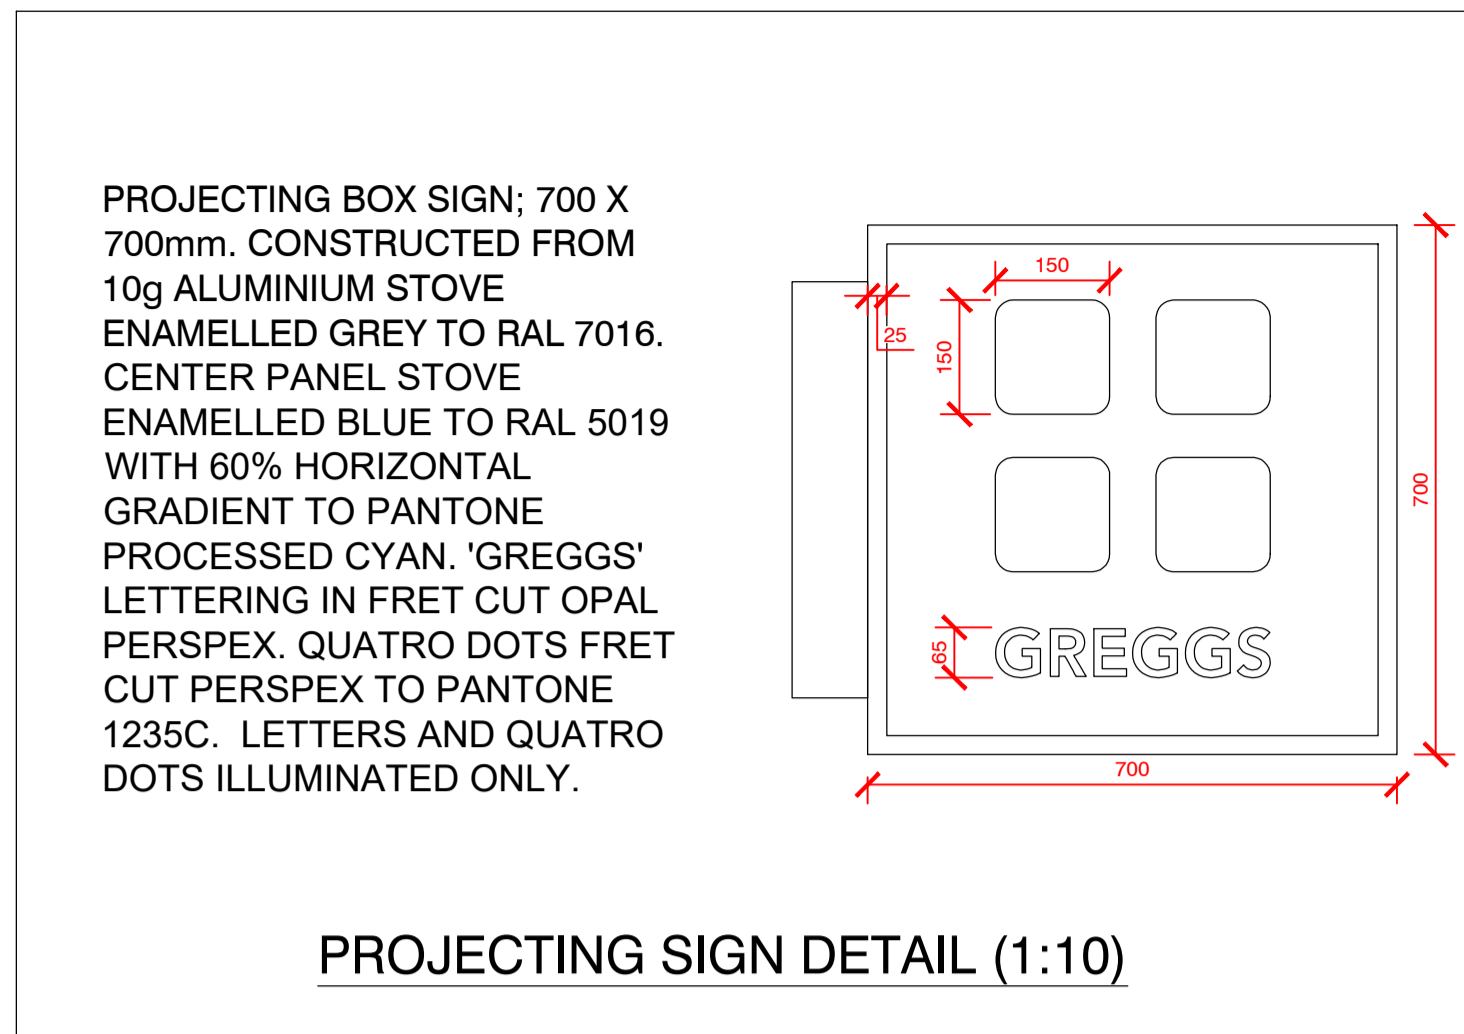 PROJECTING BOX SIGN; 700 X
700mm. CONSTRUCTED FROM
10g ALUMINIUM STOVE
ENAMELLED GREY TO RAL 7016.
CENTER PANEL STOVE
ENAMELLED BLUE TO RAL 5019
WITH 60% HORIZONTAL
GRADIENT TO PANTONE
PROCESSED CYAN. 'GREGGS'
LETTERING IN FRET CUT OPAL
PERSPEX. QUATRO DOTS FRET
CUT PERSPEX TO PANTONE
1235C.  LETTERS AND QUATRO
DOTS ILLUMINATED ONLY.
150
25
150
700
65
GREGGS
700
PROJECTING SIGN DETAIL (1:10)